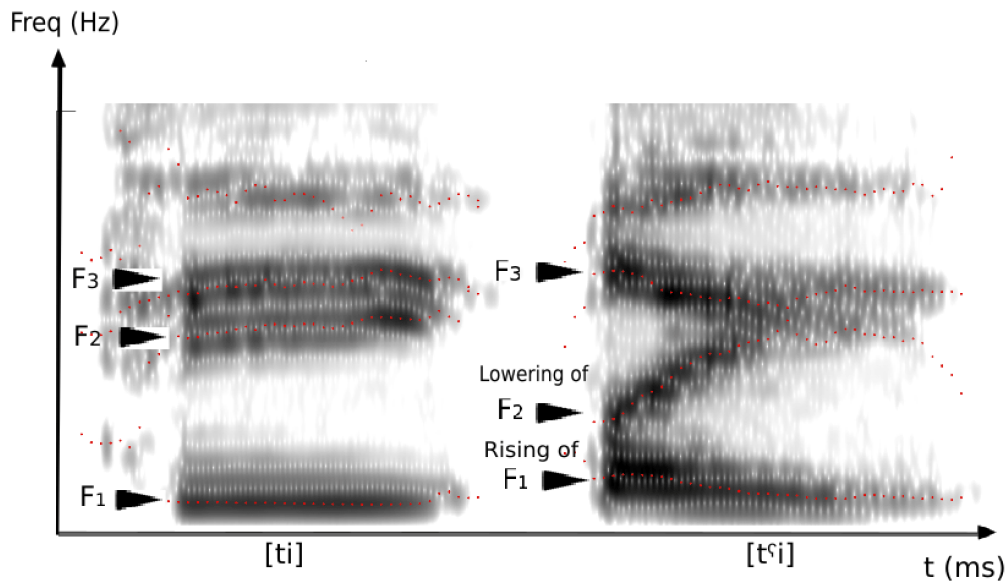 Freq (Hz)
F₃
F₂
F₁
[ti]
F₃
Lowering of
F₂
Rising of
F₁
[tˤi]
t (ms)